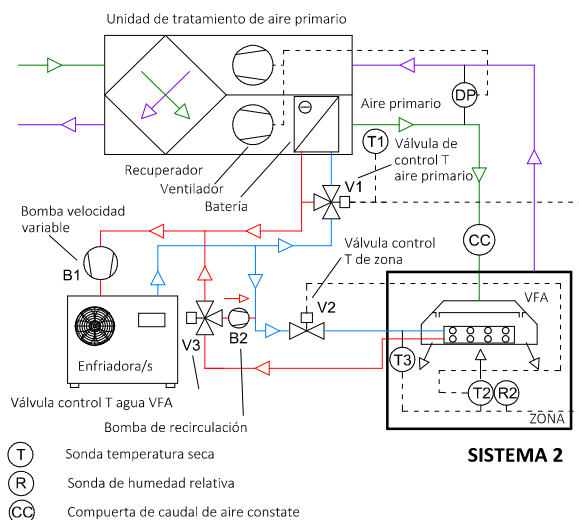 Unidad de tratamiento de aire primario
DP
Aire primario
T1
Válvula de
control T
aire primario
Recuperador
Ventilador
Batería
V1
Bomba velocidad
variable
B1
CC
Válvula control
T de zona
V2
VFA
B2
V3
Enfriadora/s
T3
T2
R2
ZONA
Válvula control T agua VFA
Bomba de recirculación
T
Sonda temperatura seca
SISTEMA 2
R
Sonda de humedad relativa
CC
Compuerta de caudal de aire constate